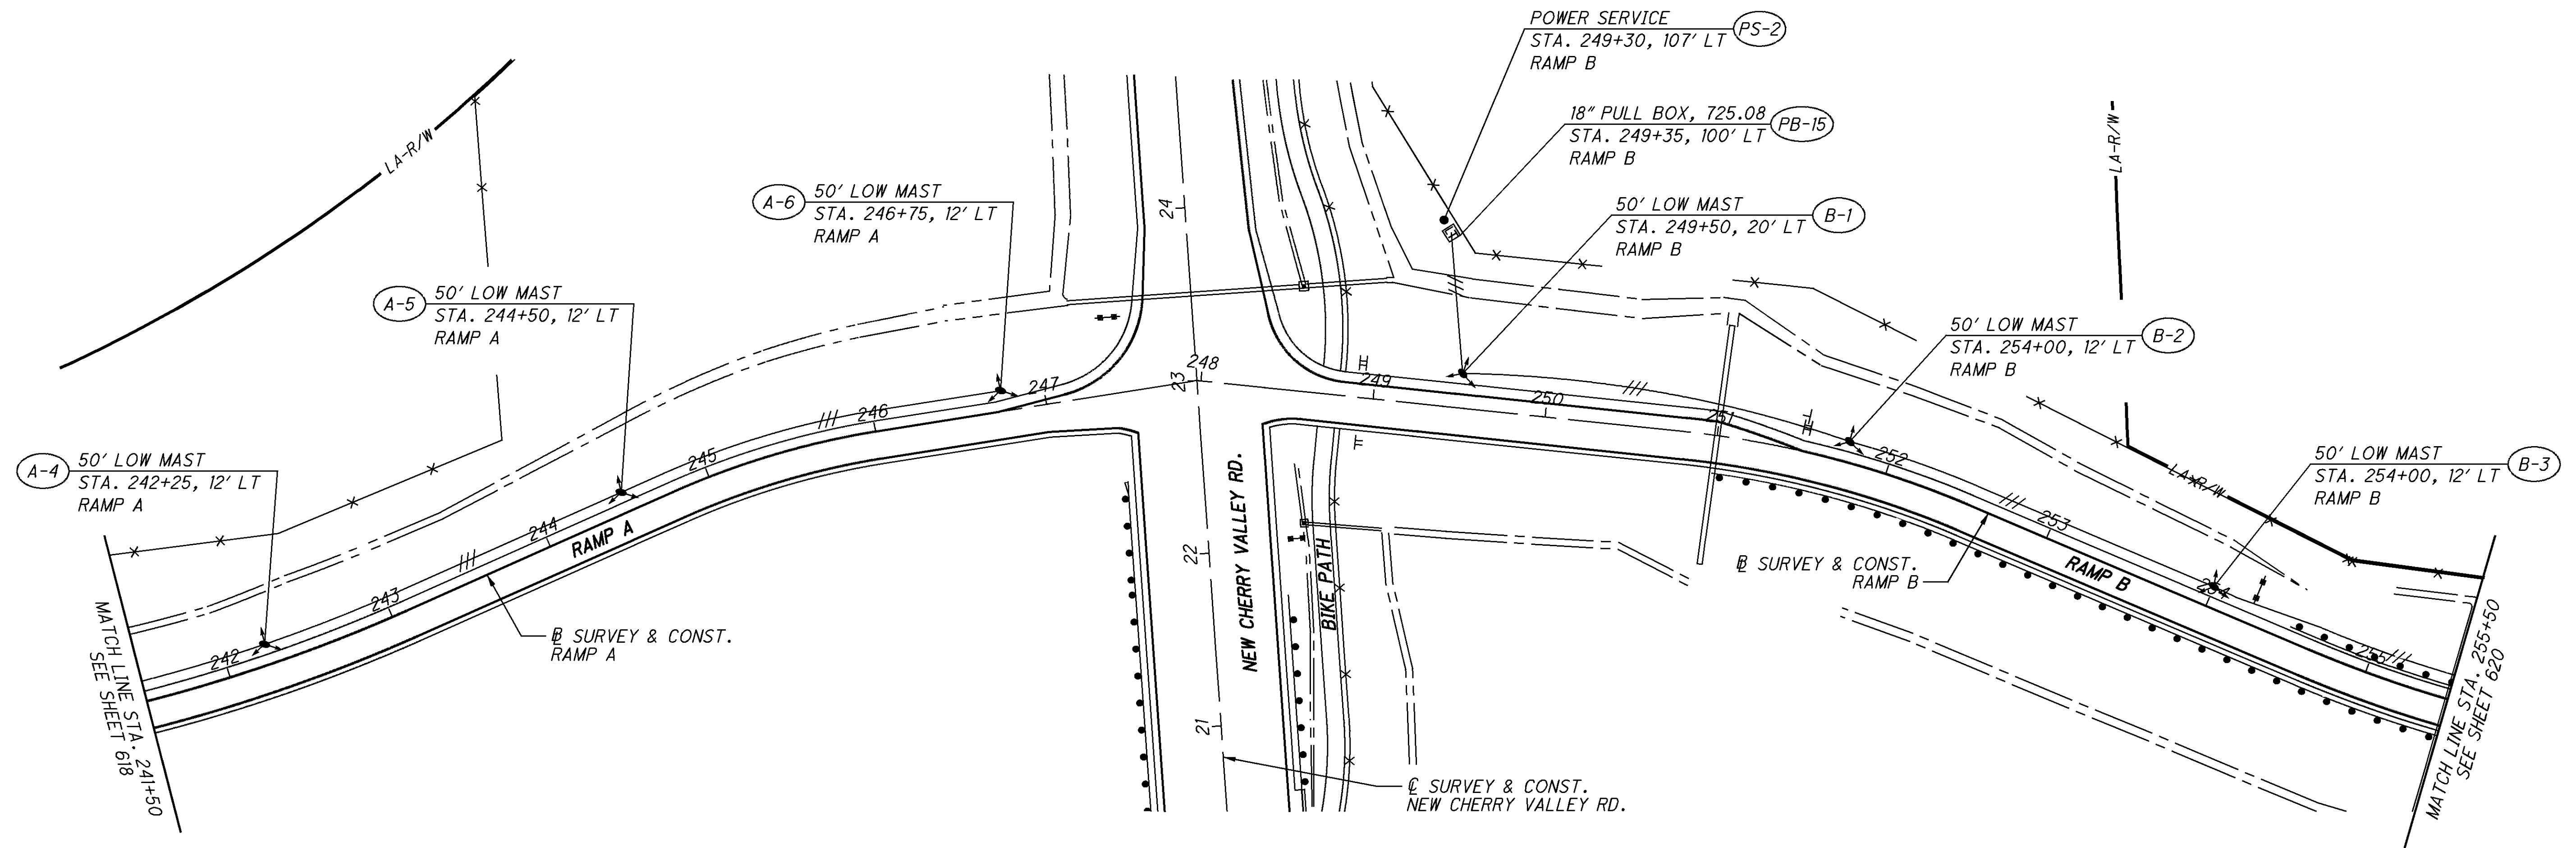 POWER SERVICE
STA. 249+30, 107' LT
RAMP B
PS-2
18" PULL BOX, 725.08
STA. 249+35, 100' LT
RAMP B
PB-15
LA-R/W
LA-R/W
A-6
50' LOW MAST
STA. 246+75, 12' LT
RAMP A
50' LOW MAST
STA. 249+50, 20' LT
RAMP B
B-1
24
A-5
50' LOW MAST
STA. 244+50, 12' LT
RAMP A
50' LOW MAST
STA. 254+00, 12' LT
RAMP B
B-2
A-4
50' LOW MAST
STA. 242+25, 12' LT
RAMP A
50' LOW MAST
STA. 254+00, 12' LT
RAMP B
B-3
LA-R/W
242
243
244
245
246
247
248
23
249
250
251
252
253
254
255
RAMP A
RAMP B
22
21
NEW CHERRY VALLEY RD.
BIKE PATH
℄ SURVEY & CONST.
RAMP B
℄ SURVEY & CONST.
RAMP A
℄ SURVEY & CONST.
NEW CHERRY VALLEY RD.
MATCH LINE STA. 241+50
SEE SHEET 618
MATCH LINE STA. 255+50
SEE SHEET 620